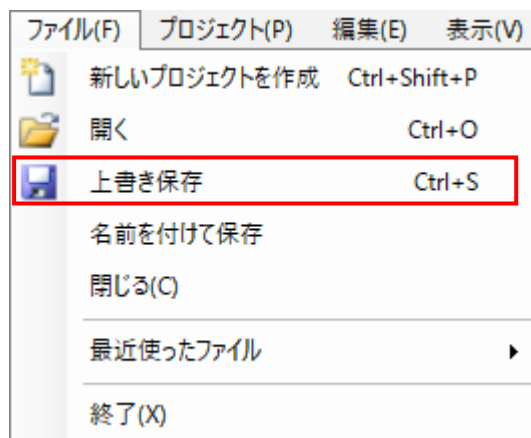 ファイル(F) プロジェクト(P) 編集(E) 表示(V)
新しいプロジェクトを作成 Ctrl+Shift+P
開く Ctrl+O
上書き保存 Ctrl+S
名前を付けて保存
閉じる(C)
最近使ったファイル
終了(X)